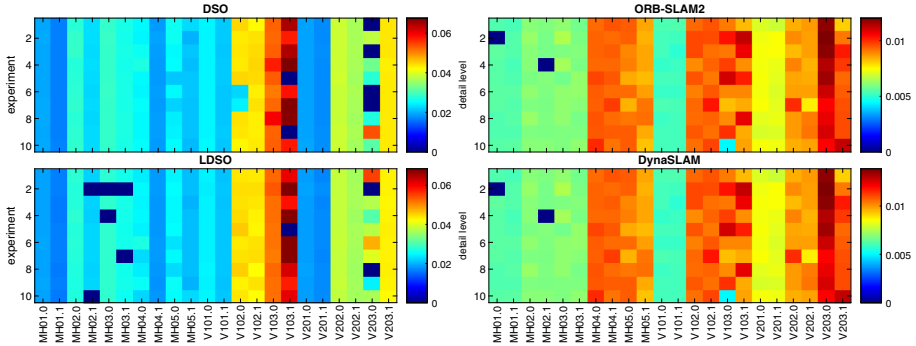 DSO
ORB-SLAM2
experiment
2
4
6
8
10
0.06
0.04
0.02
0
detail level
2
4
6
8
10
0.01
0.005
0
LDSO
DynaSLAM
experiment
2
4
6
8
10
0.06
0.04
0.02
0
detail level
2
4
6
8
10
0.01
0.005
0
MH01.0
MH01.1
MH02.0
MH02.1
MH03.0
MH03.1
MH04.0
MH04.1
MH05.0
MH05.1
V101.0
V101.1
V102.0
V102.1
V103.0
V103.1
V201.0
V201.1
V202.0
V202.1
V203.0
V203.1
MH01.0
MH01.1
MH02.0
MH02.1
MH03.0
MH03.1
MH04.0
MH04.1
MH05.0
MH05.1
V101.0
V101.1
V102.0
V102.1
V103.0
V103.1
V201.0
V201.1
V202.0
V202.1
V203.0
V203.1